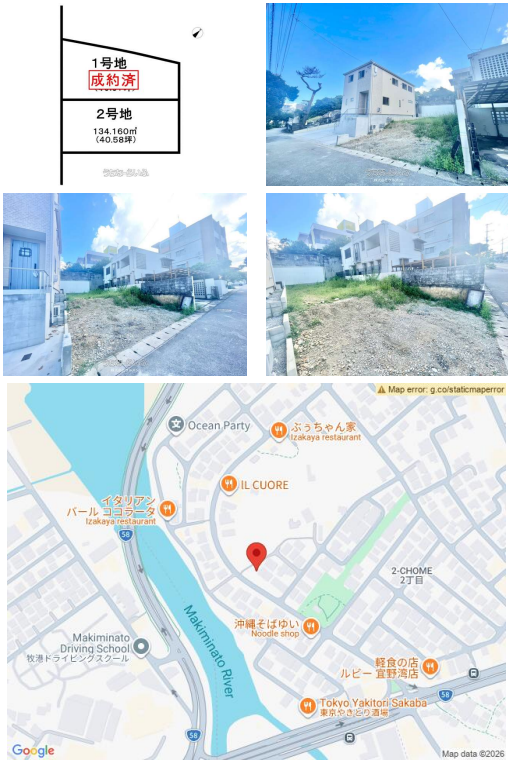 1号地
成約済
2号地
134.160㎡
(40.58坪)
Map error: g.co/staticmaperror
Ocean Party
ぶぅちゃん家
Izakaya restaurant
IL CUORE
イタリアン
バール ココラータ
Izakaya restaurant
58
2-CHOME
2丁目
Makiminato River
沖縄そばゆい
Noodle shop
Makiminato
Driving School
牧港ドライビングスクール
軽食の店
ルビー 宜野湾店
58
Tokyo Yakitori Sakaba
東京やきとり酒場
58
Google
Map data ©2026